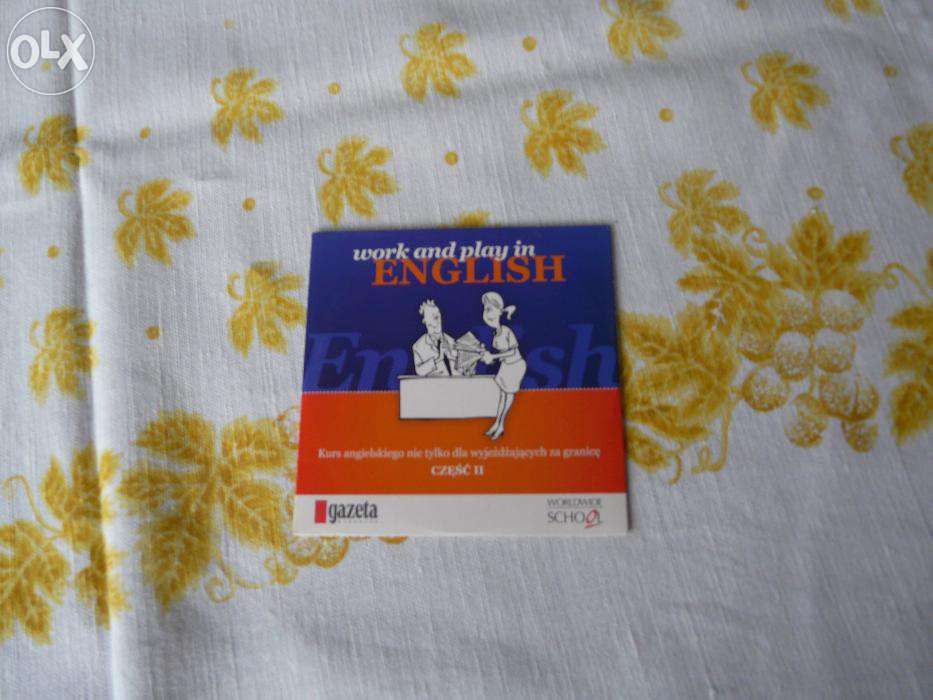 OLX
work and play in
ENGLISH
English
Kurs angielskiego nie tylko dla wyjeżdżających za granicę
CZĘŚĆ II
gazeta
WORLDWIDE
SCHOOL